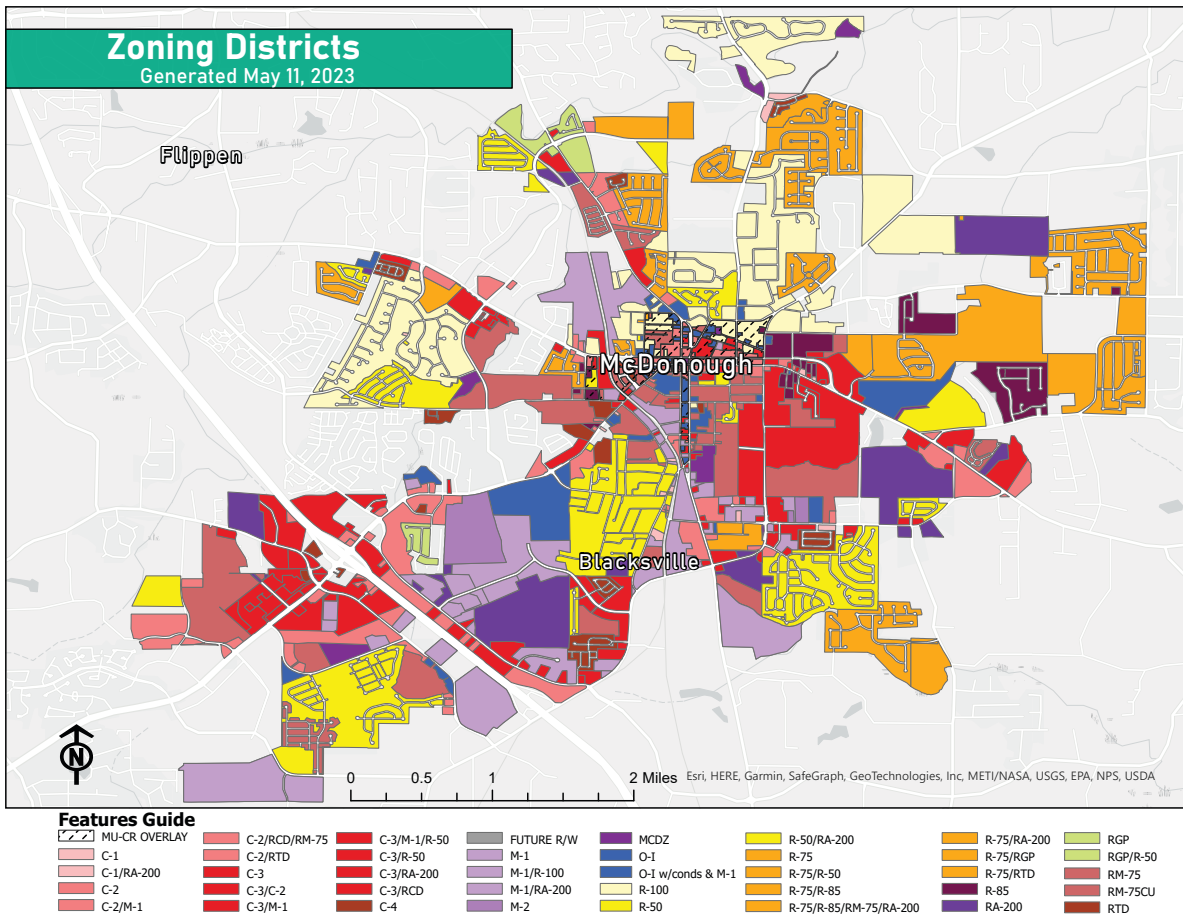 Zoning Districts
Generated May 11, 2023
Flippen
McDonough
Blacksville
N
0 0.5 1 2 Miles
Esri, HERE, Garmin, SafeGraph, GeoTechnologies, Inc, METI/NASA, USGS, EPA, NPS, USDA
Features Guide
MU-CR OVERLAY
C-1
C-1/RA-200
C-2
C-2/M-1
C-2/RCD/RM-75
C-2/RTD
C-3
C-3/C-2
C-3/M-1
C-3/M-1/R-50
C-3/R-50
C-3/RA-200
C-3/RCD
C-4
FUTURE R/W
M-1
M-1/R-100
M-1/RA-200
M-2
MCDZ
O-I
O-I w/conds & M-1
R-100
R-50
R-50/RA-200
R-75
R-75/R-50
R-75/R-85
R-75/R-85/RM-75/RA-200
R-75/RA-200
R-75/RGP
R-75/RTD
R-85
RA-200
RGP
RGP/R-50
RM-75
RM-75CU
RTD